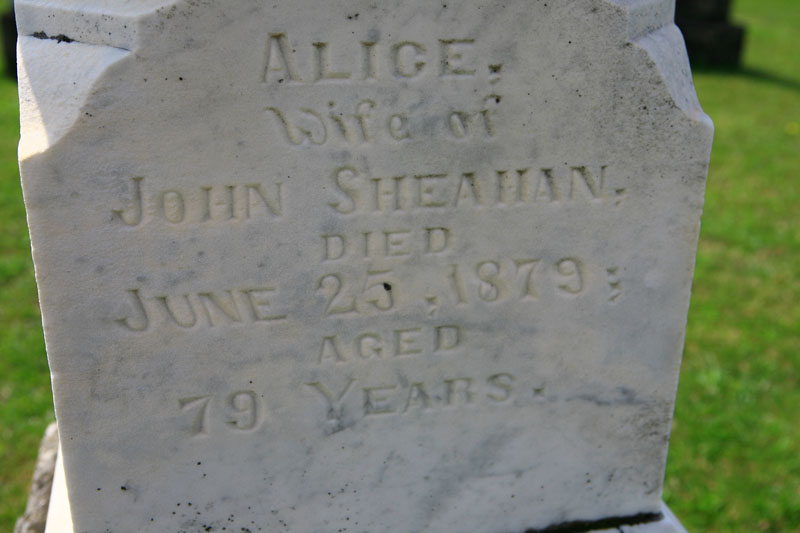 ALICE.
Wife of
JOHN SHEAHAN.
DIED
JUNE 25, 1879;
AGED
79 YEARS.